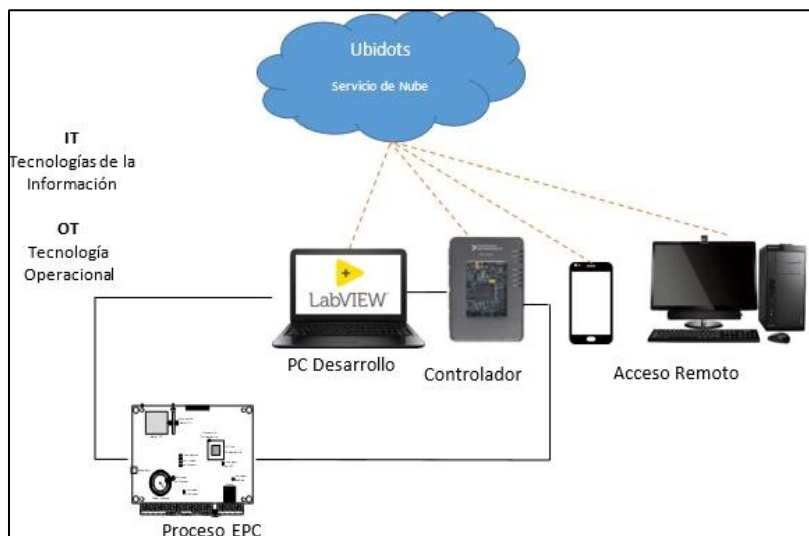 Ubidots
Servicio de Nube
IT
Tecnologías de la
Información
OT
Tecnología
Operacional
LabVIEW
PC Desarrollo
Controlador
Acceso Remoto
Proceso EPC